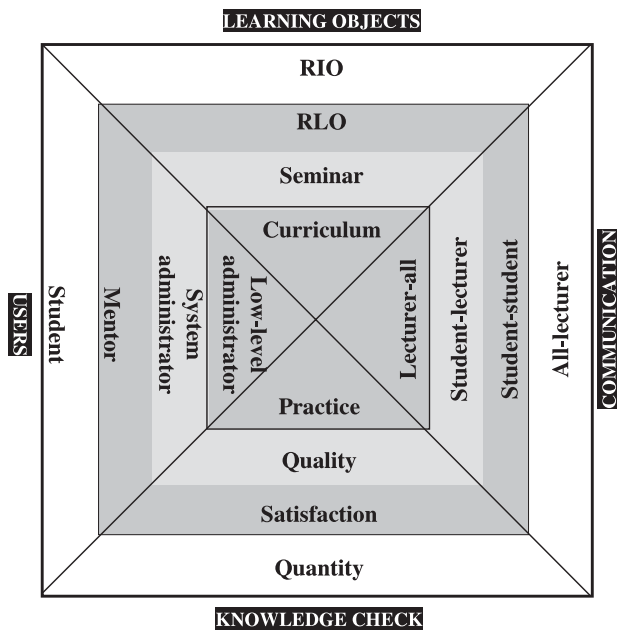 LEARNING OBJECTS
RIO
RLO
Seminar
Curriculum
USERS
Student
Mentor
System
administrator
Low-level
administrator
Lecturer-all
Student-lecturer
Student-student
All-lecturer
COMMUNICATION
Practice
Quality
Satisfaction
Quantity
KNOWLEDGE CHECK